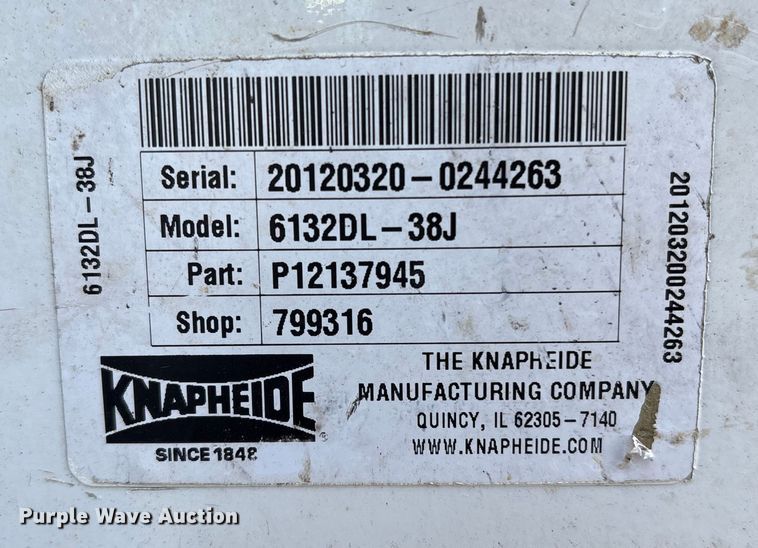 6132DL-38J
Serial: 20120320-0244263
Model: 6132DL-38J
Part: P12137945
Shop: 799316
201203200244263
KNAPHEIDE
SINCE 1848
THE KNAPHEIDE
MANUFACTURING COMPANY
QUINCY, IL 62305-7140
WWW.KNAPHEIDE.COM
Purple Wave Auction